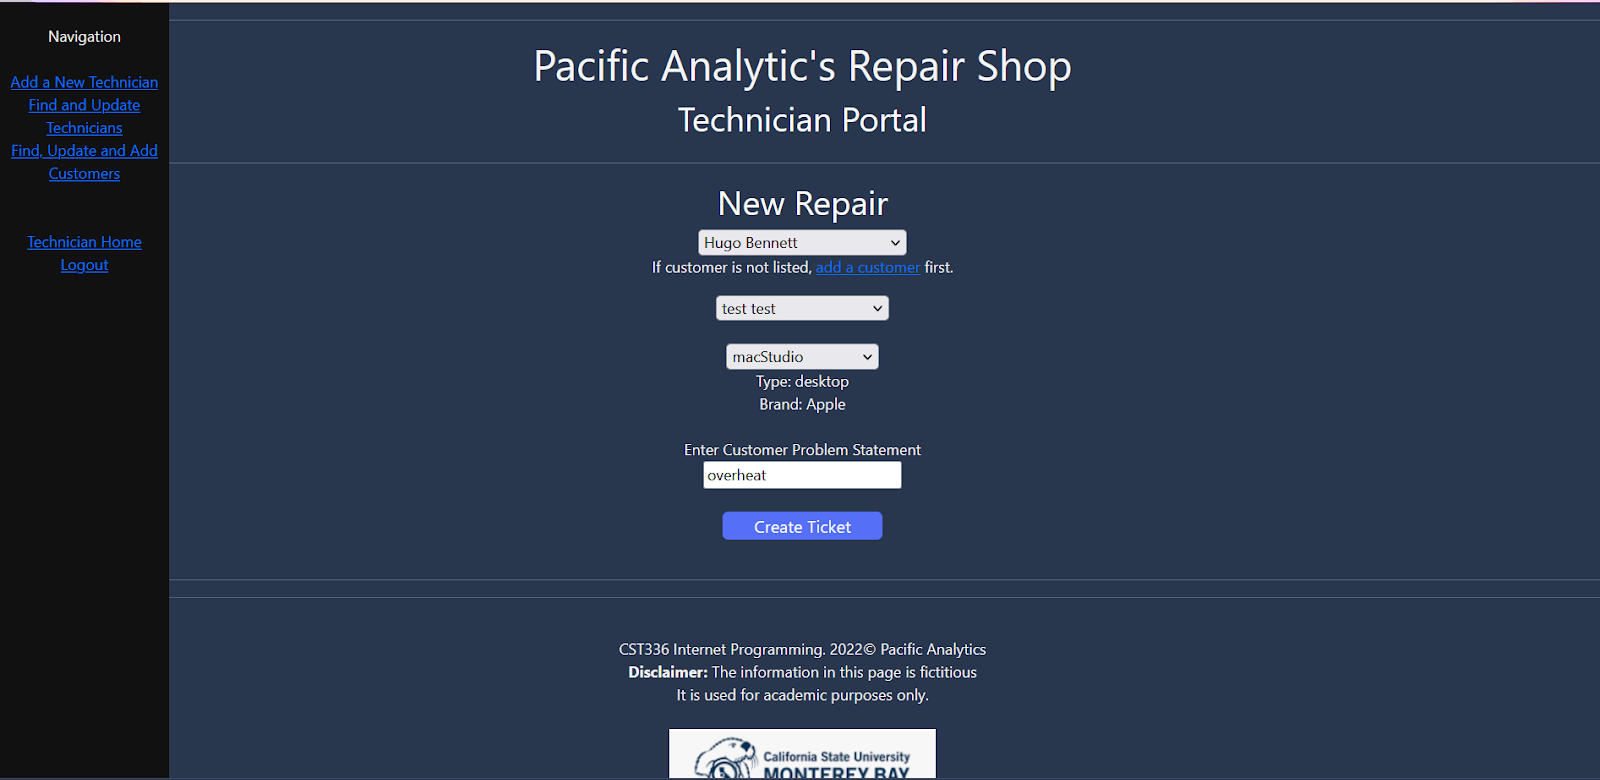 Navigation
Add a New Technician
Find and Update
Technicians
Find, Update and Add
Customers
Technician Home
Logout
Pacific Analytic's Repair Shop
Technician Portal
New Repair
Hugo Bennett
If customer is not listed, add a customer first.
test test
macStudio
Type: desktop
Brand: Apple
Enter Customer Problem Statement
overheat
Create Ticket
CST336 Internet Programming. 2022© Pacific Analytics
Disclaimer: The information in this page is fictitious
It is used for academic purposes only.
California State University
MONTEREY BAY